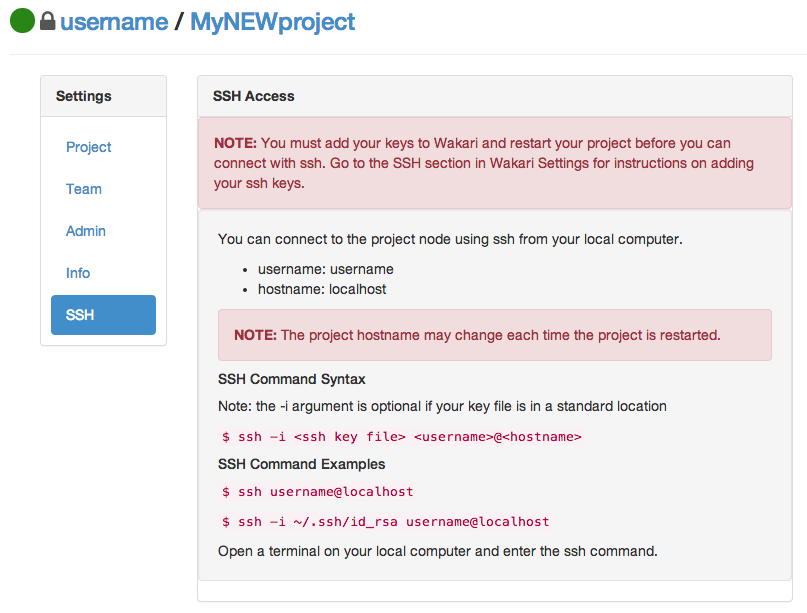 username / MyNEWproject
Settings
Project
Team
Admin
Info
SSH
SSH Access
NOTE: You must add your keys to Wakari and restart your project before you can
connect with ssh. Go to the SSH section in Wakari Settings for instructions on adding
your ssh keys.
You can connect to the project node using ssh from your local computer.
• username: username
• hostname: localhost
NOTE: The project hostname may change each time the project is restarted.
SSH Command Syntax
Note: the -i argument is optional if your key file is in a standard location
$ ssh -i <ssh key file> <username>@<hostname>
SSH Command Examples
$ ssh username@localhost
$ ssh -i ~/.ssh/id_rsa username@localhost
Open a terminal on your local computer and enter the ssh command.